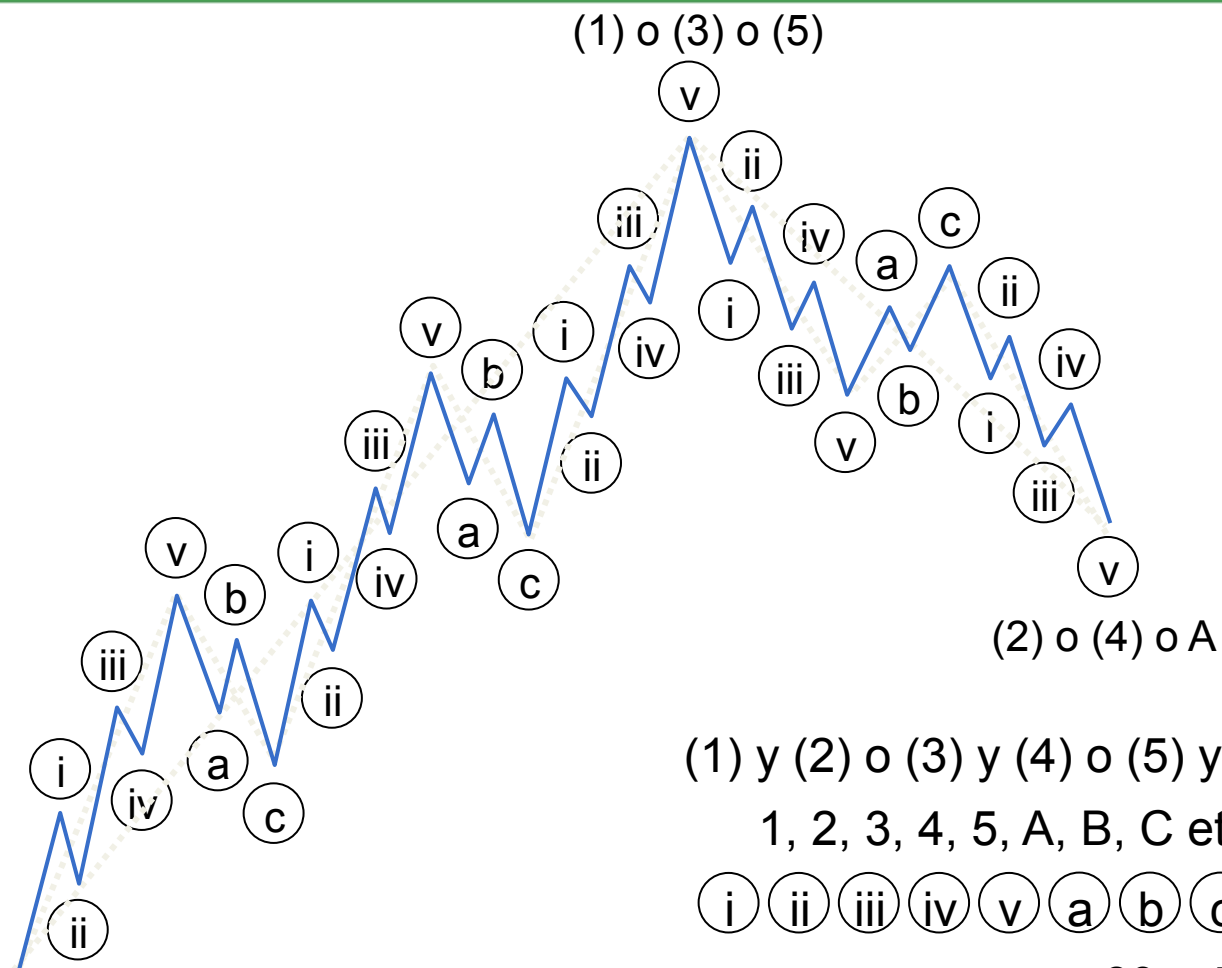 (1) o (3) o (5)
v
ii
iii
iv
c
a
i
ii
v
i
iv
iv
b
iii
b
i
iii
v
ii
iii
a
i
v
iv
c
v
b
(2) o (4) o A
iii
ii
i
iv
a
c
ii
(1) y (2) o (3) y (4) o (5) y
1, 2, 3, 4, 5, A, B, C et
i ii iii iv v a b c